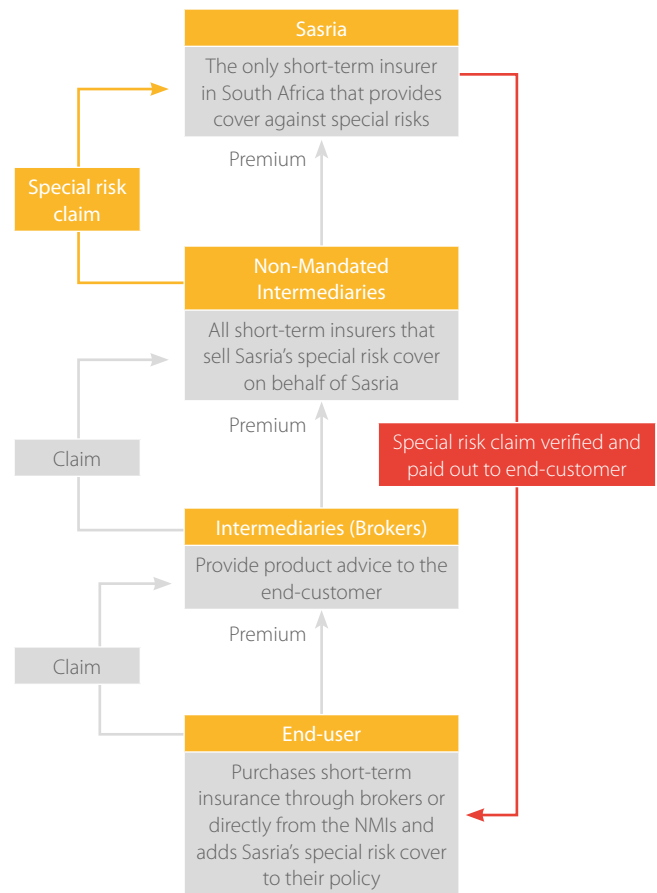 Sasria
The only short-term insurer
in South Africa that provides
cover against special risks
Premium
Special risk
claim
Non-Mandated
Intermediaries
All short-term insurers that
sell Sasria's special risk cover
on behalf of Sasria
Premium
Claim
Special risk claim verified and
paid out to end-customer
Intermediaries (Brokers)
Provide product advice to the
end-customer
Premium
Claim
End-user
Purchases short-term
insurance through brokers or
directly from the NMIs and
adds Sasria's special risk cover
to their policy